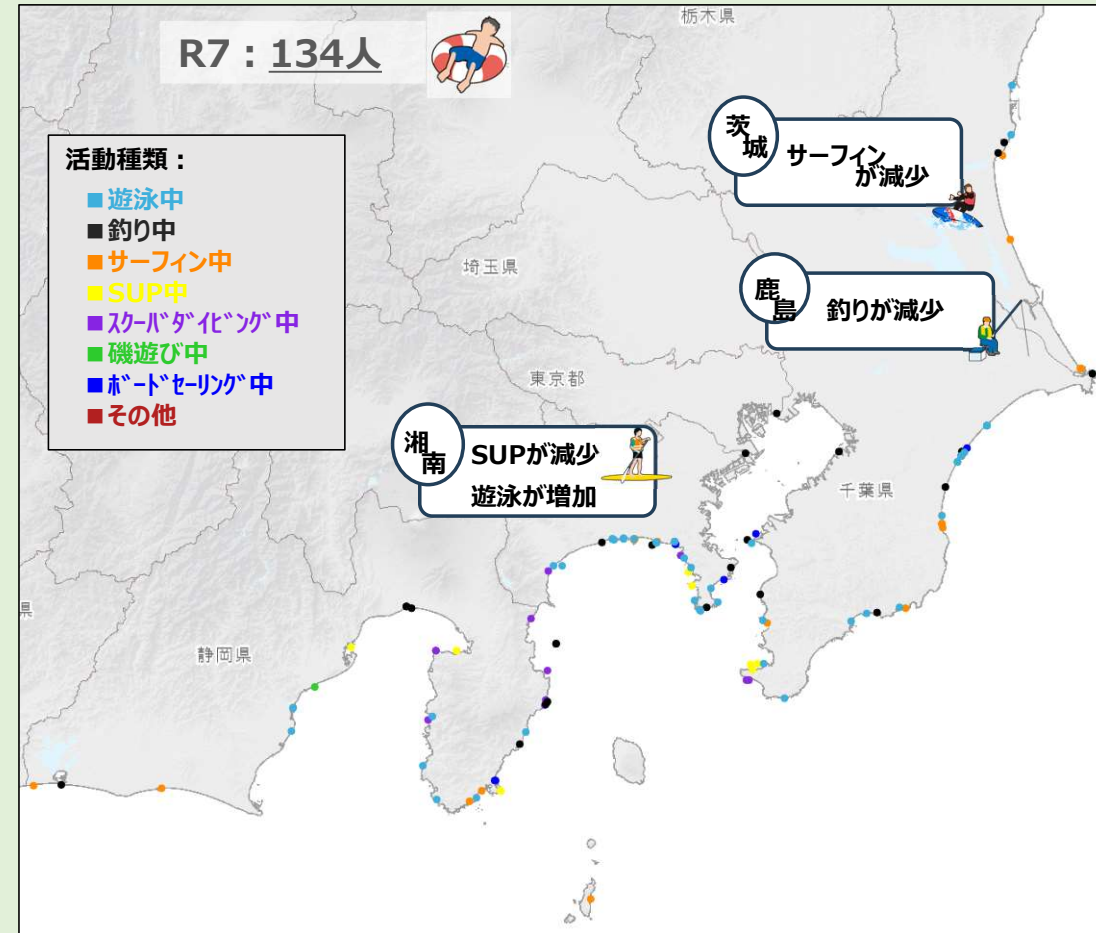 栃木県
R7：134人
活動種類：
■遊泳中
■釣り中
■サーフィン中
■SUP中
■ｽｸｰﾊﾞﾀﾞｲﾋﾞﾝｸﾞ中
■磯遊び中
■ﾎﾞｰﾄﾞｾｰﾘﾝｸﾞ中
■その他
茨城
サーフィン
が減少
埼玉県
鹿島
釣りが減少
東京都
湘南
SUPが減少
遊泳が増加
千葉県
県
静岡県